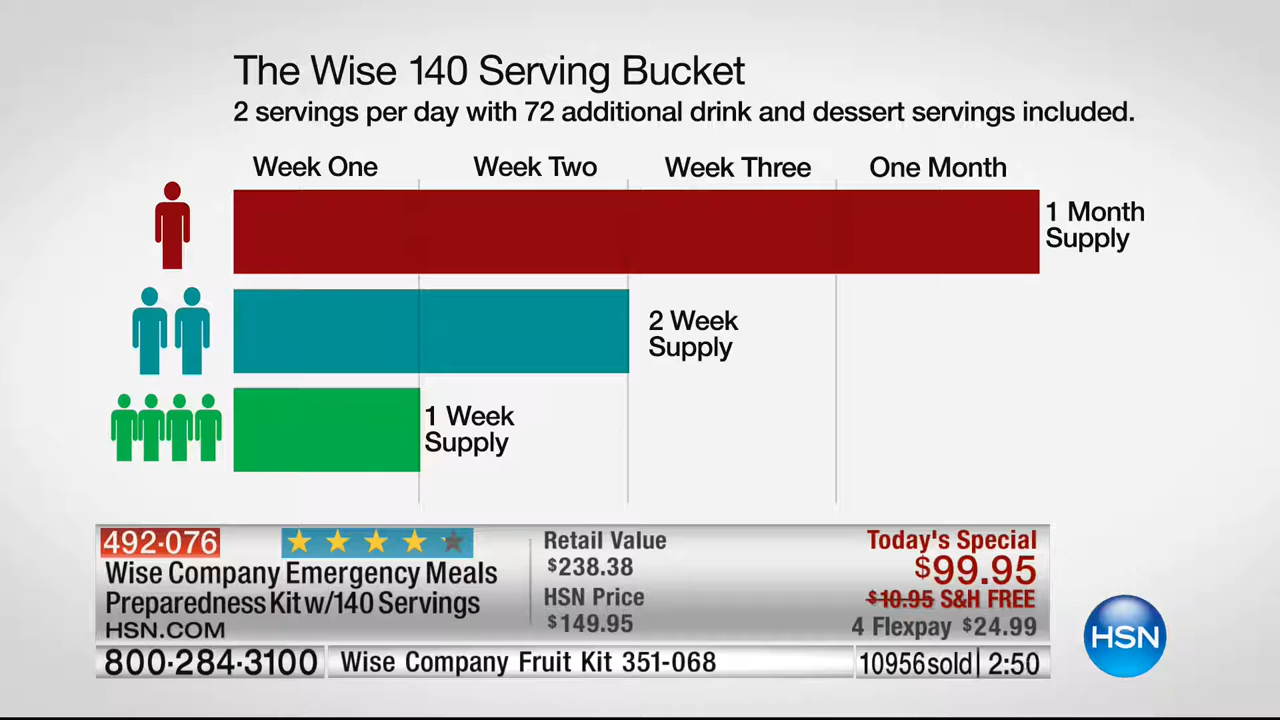 The Wise 140 Serving Bucket
2 servings per day with 72 additional drink and dessert servings included.
Week One Week Two Week Three One Month
1 Month
Supply
2 Week
Supply
1 Week
Supply
492-076
Wise Company Emergency Meals
Preparedness Kit w/140 Servings
HSN.COM
Retail Value
$238.38
HSN Price
$149.95
Today's Special
$99.95
$10.95 S&H FREE
4 Flexpay $24.99
HSN
800-284-3100
Wise Company Fruit Kit 351-068
10956 sold 2:50